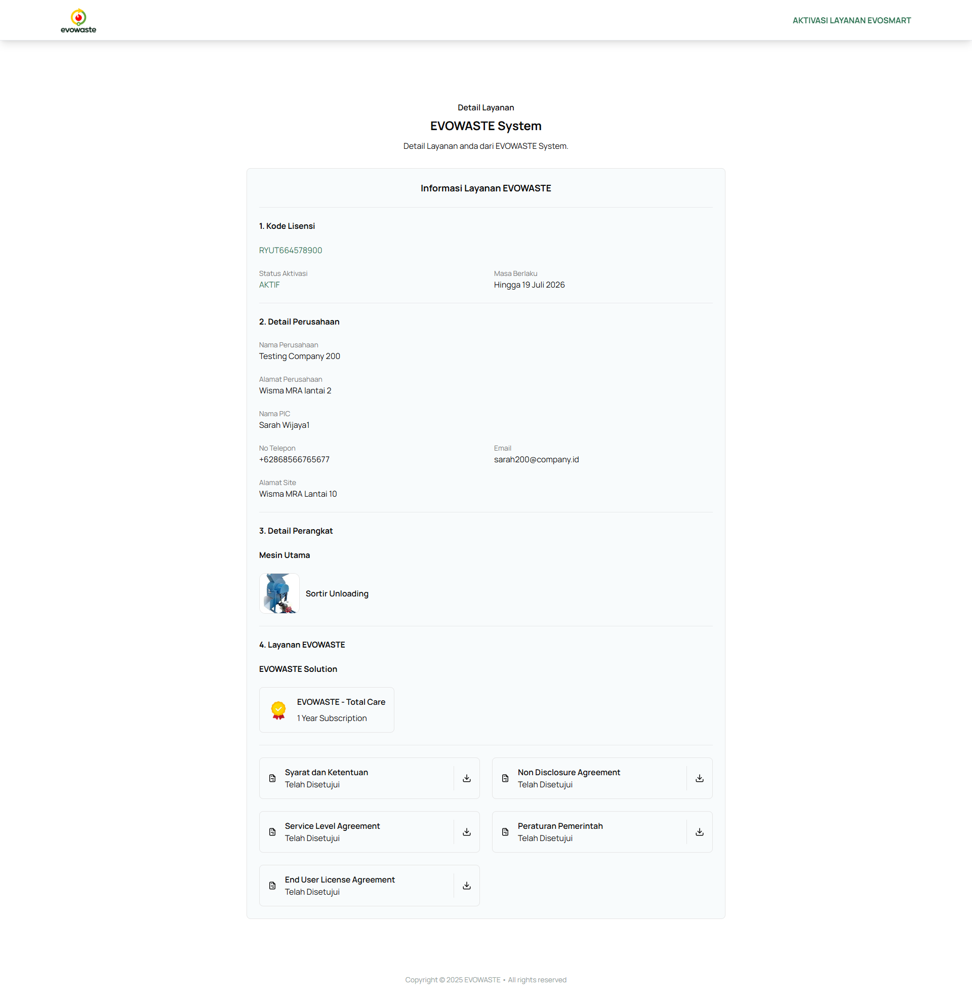 evowaste
AKTIVASI LAYANAN EVOSMART
Detail Layanan
EVOWASTE System
Detail Layanan anda dari EVOWASTE System.
Informasi Layanan EVOWASTE
1. Kode Lisensi
RYUT664578900
Status Aktivasi
AKTIF
Masa Berlaku
Hingga 19 Juli 2026
2. Detail Perusahaan
Nama Perusahaan
Testing Company 200
Alamat Perusahaan
Wisma MRA lantai 2
Nama PIC
Sarah Wijaya1
No Telepon
+62868566765677
Email
sarah200@company.id
Alamat Site
Wisma MRA Lantai 10
3. Detail Perangkat
Mesin Utama
Sortir Unloading
4. Layanan EVOWASTE
EVOWASTE Solution
EVOWASTE - Total Care
1 Year Subscription
Syarat dan Ketentuan
Telah Disetujui
Non Disclosure Agreement
Telah Disetujui
Service Level Agreement
Telah Disetujui
Peraturan Pemerintah
Telah Disetujui
End User License Agreement
Telah Disetujui
Copyright © 2025 EVOWASTE • All rights reserved